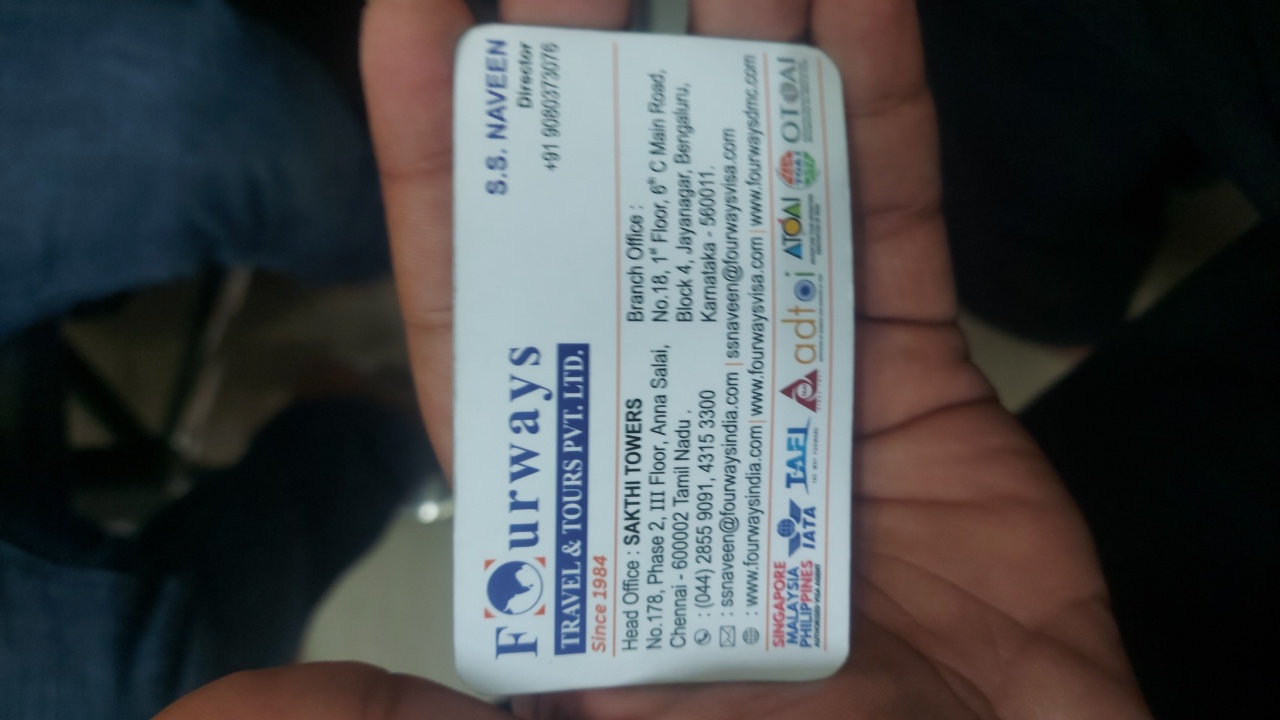 Fourways
TRAVEL & TOURS PVT. LTD.
Since 1984
S.S. NAVEEN
Director
+91 9080373076
Head Office : SAKTHI TOWERS
No.178, Phase 2, III Floor, Anna Salai,
Chennai - 600002 Tamil Nadu .
Branch Office :
No.18, 1st Floor, 6th C Main Road,
Block 4, Jayanagar, Bengaluru,
Karnataka - 560011.
: (044) 2855 9091, 4315 3300
: ssnaveen@fourwaysindia.com | ssnaveen@fourwaysvisa.com
: www.fourwaysindia.com | www.fourwaysvisa.com | www.fourwaysdmc.com
SINGAPORE
MALAYSIA
PHILIPPINES
AUTHORIZED VISA AGENT
IATA
TAFI
adtoi
ATOAI
OTOAI